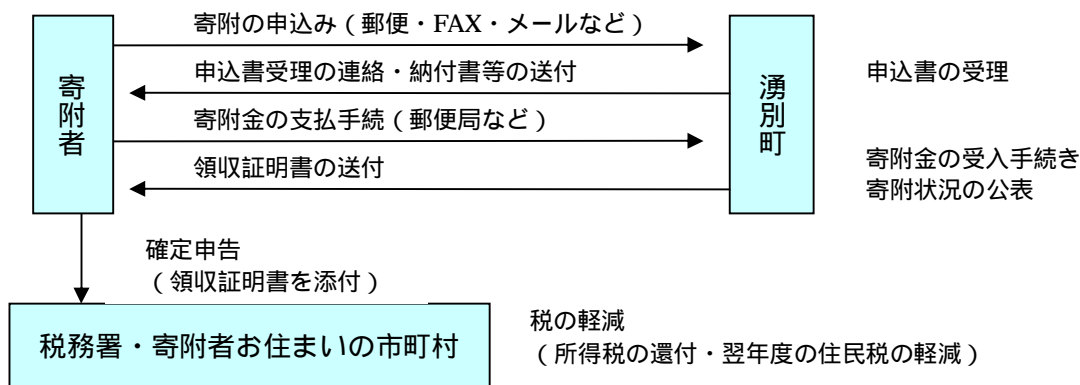 寄附の申込み（郵便・FAX・メールなど）
申込書受理の連絡・納付書等の送付
寄附金の支払手続（郵便局など）
領収証明書の送付
寄附者
湧別町
申込書の受理
寄附金の受入手続き
寄附状況の公表
確定申告
（領収証明書を添付）
税務署・寄附者お住まいの市町村
税の軽減
（所得税の還付・翌年度の住民税の軽減）